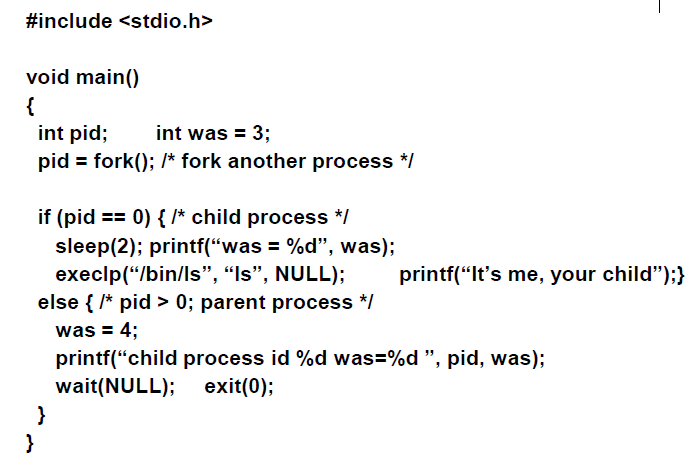 #include <stdio.h>
void main()
{
int pid; int was = 3;
pid = fork(); /* fork another process */
if (pid == 0) { /* child process */
sleep(2); printf(“was = %d”, was);
execlp(“/bin/ls”, “ls”, NULL); printf(“It’s me, your child”);}
else { /* pid > 0; parent process */
was = 4;
printf(“child process id %d was=%d ”, pid, was);
wait(NULL); exit(0);
}
}